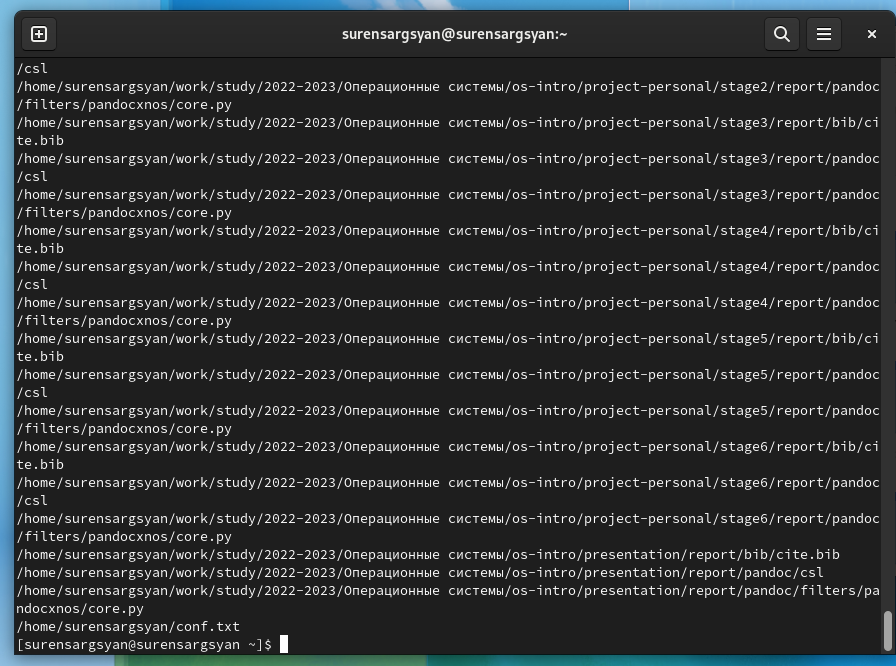 surensargsyan@surensargsyan:~
/csl
/home/surensargsyan/work/study/2022-2023/Операционные системы/os-intro/project-personal/stage2/report/pandoc
/filters/pandocxnos/core.py
/home/surensargsyan/work/study/2022-2023/Операционные системы/os-intro/project-personal/stage3/report/bib/ci
te.bib
/home/surensargsyan/work/study/2022-2023/Операционные системы/os-intro/project-personal/stage3/report/pandoc
/csl
/home/surensargsyan/work/study/2022-2023/Операционные системы/os-intro/project-personal/stage3/report/pandoc
/filters/pandocxnos/core.py
/home/surensargsyan/work/study/2022-2023/Операционные системы/os-intro/project-personal/stage4/report/bib/ci
te.bib
/home/surensargsyan/work/study/2022-2023/Операционные системы/os-intro/project-personal/stage4/report/pandoc
/csl
/home/surensargsyan/work/study/2022-2023/Операционные системы/os-intro/project-personal/stage4/report/pandoc
/filters/pandocxnos/core.py
/home/surensargsyan/work/study/2022-2023/Операционные системы/os-intro/project-personal/stage5/report/bib/ci
te.bib
/home/surensargsyan/work/study/2022-2023/Операционные системы/os-intro/project-personal/stage5/report/pandoc
/csl
/home/surensargsyan/work/study/2022-2023/Операционные системы/os-intro/project-personal/stage5/report/pandoc
/filters/pandocxnos/core.py
/home/surensargsyan/work/study/2022-2023/Операционные системы/os-intro/project-personal/stage6/report/bib/ci
te.bib
/home/surensargsyan/work/study/2022-2023/Операционные системы/os-intro/project-personal/stage6/report/pandoc
/csl
/home/surensargsyan/work/study/2022-2023/Операционные системы/os-intro/project-personal/stage6/report/pandoc
/filters/pandocxnos/core.py
/home/surensargsyan/work/study/2022-2023/Операционные системы/os-intro/presentation/report/bib/cite.bib
/home/surensargsyan/work/study/2022-2023/Операционные системы/os-intro/presentation/report/pandoc/csl
/home/surensargsyan/work/study/2022-2023/Операционные системы/os-intro/presentation/report/pandoc/filters/pa
ndocxnos/core.py
/home/surensargsyan/conf.txt
[surensargsyan@surensargsyan ~]$